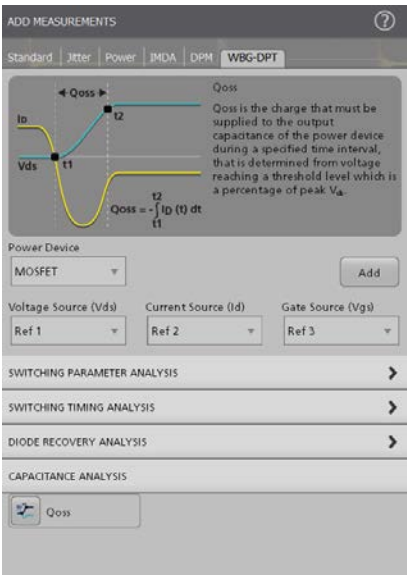 ADD MEASUREMENTS
?
Standard Jitter Power IMDA DPM WBG-DPT
Qoss
ID
t2
Vds
t1
Qoss = -∫ID (t) dt
t2
t1
Qoss
Qoss is the charge that must be
supplied to the output
capacitance of the power device
during a specified time interval,
that is determined from voltage
reaching a threshold level which is
a percentage of peak Vds.
Power Device
MOSFET
Add
Voltage Source (Vds) Current Source (Id) Gate Source (Vgs)
Ref 1 Ref 2 Ref 3
SWITCHING PARAMETER ANALYSIS
SWITCHING TIMING ANALYSIS
DIODE RECOVERY ANALYSIS
CAPACITANCE ANALYSIS
Qoss